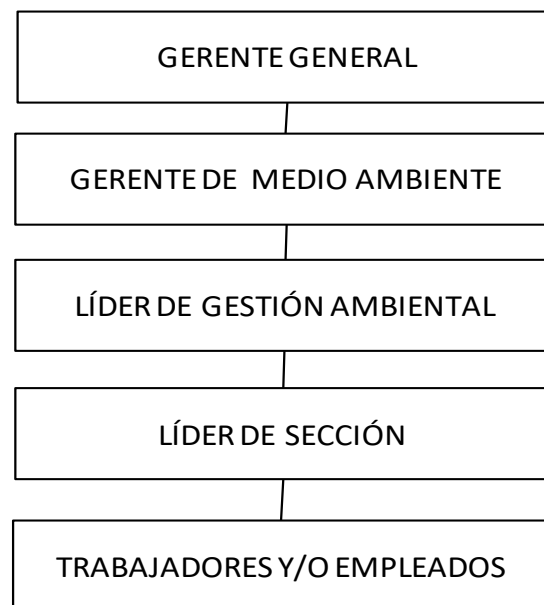 GERENTE GENERAL
GERENTE DE MEDIO AMBIENTE
LÍDER DE GESTIÓN AMBIENTAL
LÍDER DE SECCIÓN
TRABAJADORES Y/O EMPLEADOS